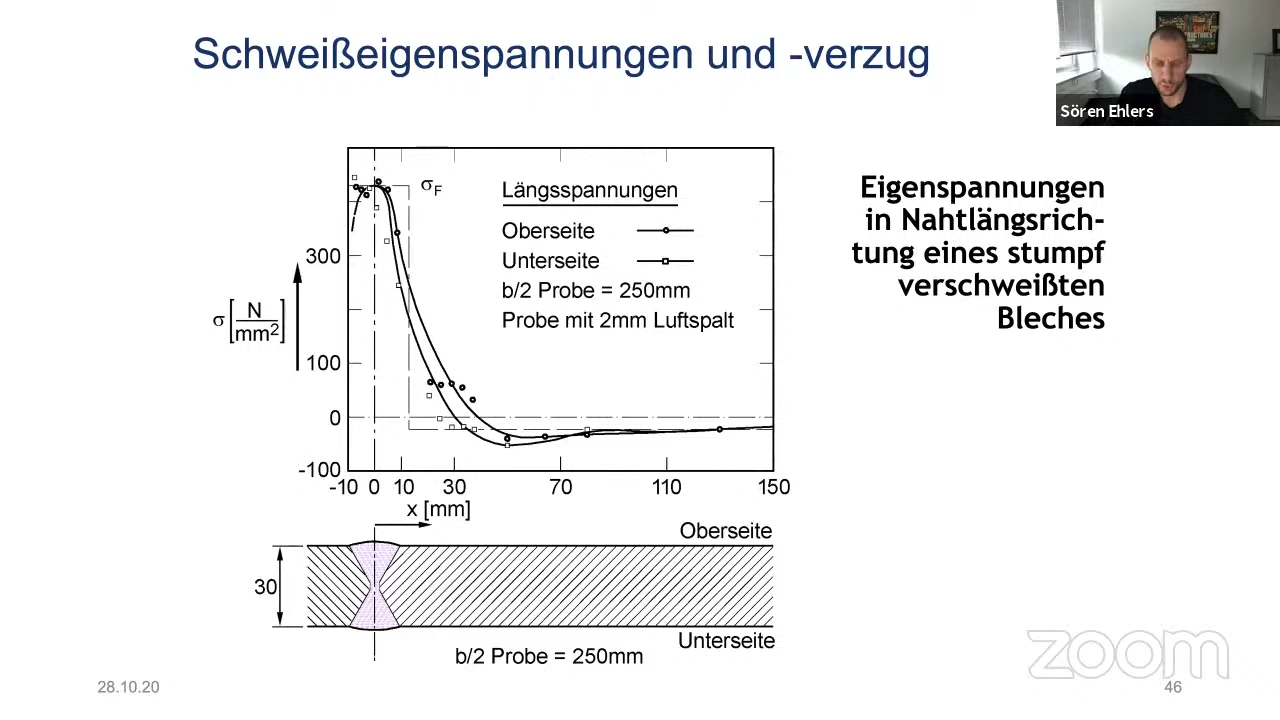 Schweißeigenspannungen und -verzug
Sören Ehlers
σF
Längsspannungen
Oberseite
Unterseite
b/2 Probe = 250mm
Probe mit 2mm Luftspalt
Eigenspannungen
in Nahtlängsrich-
tung eines stumpf
verschweißten
Bleches
σ [N/mm2]
300
100
0
-100
-10 0 10 30 70 110 150
x [mm]
Oberseite
30
Unterseite
b/2 Probe = 250mm
zoom
28.10.20
46